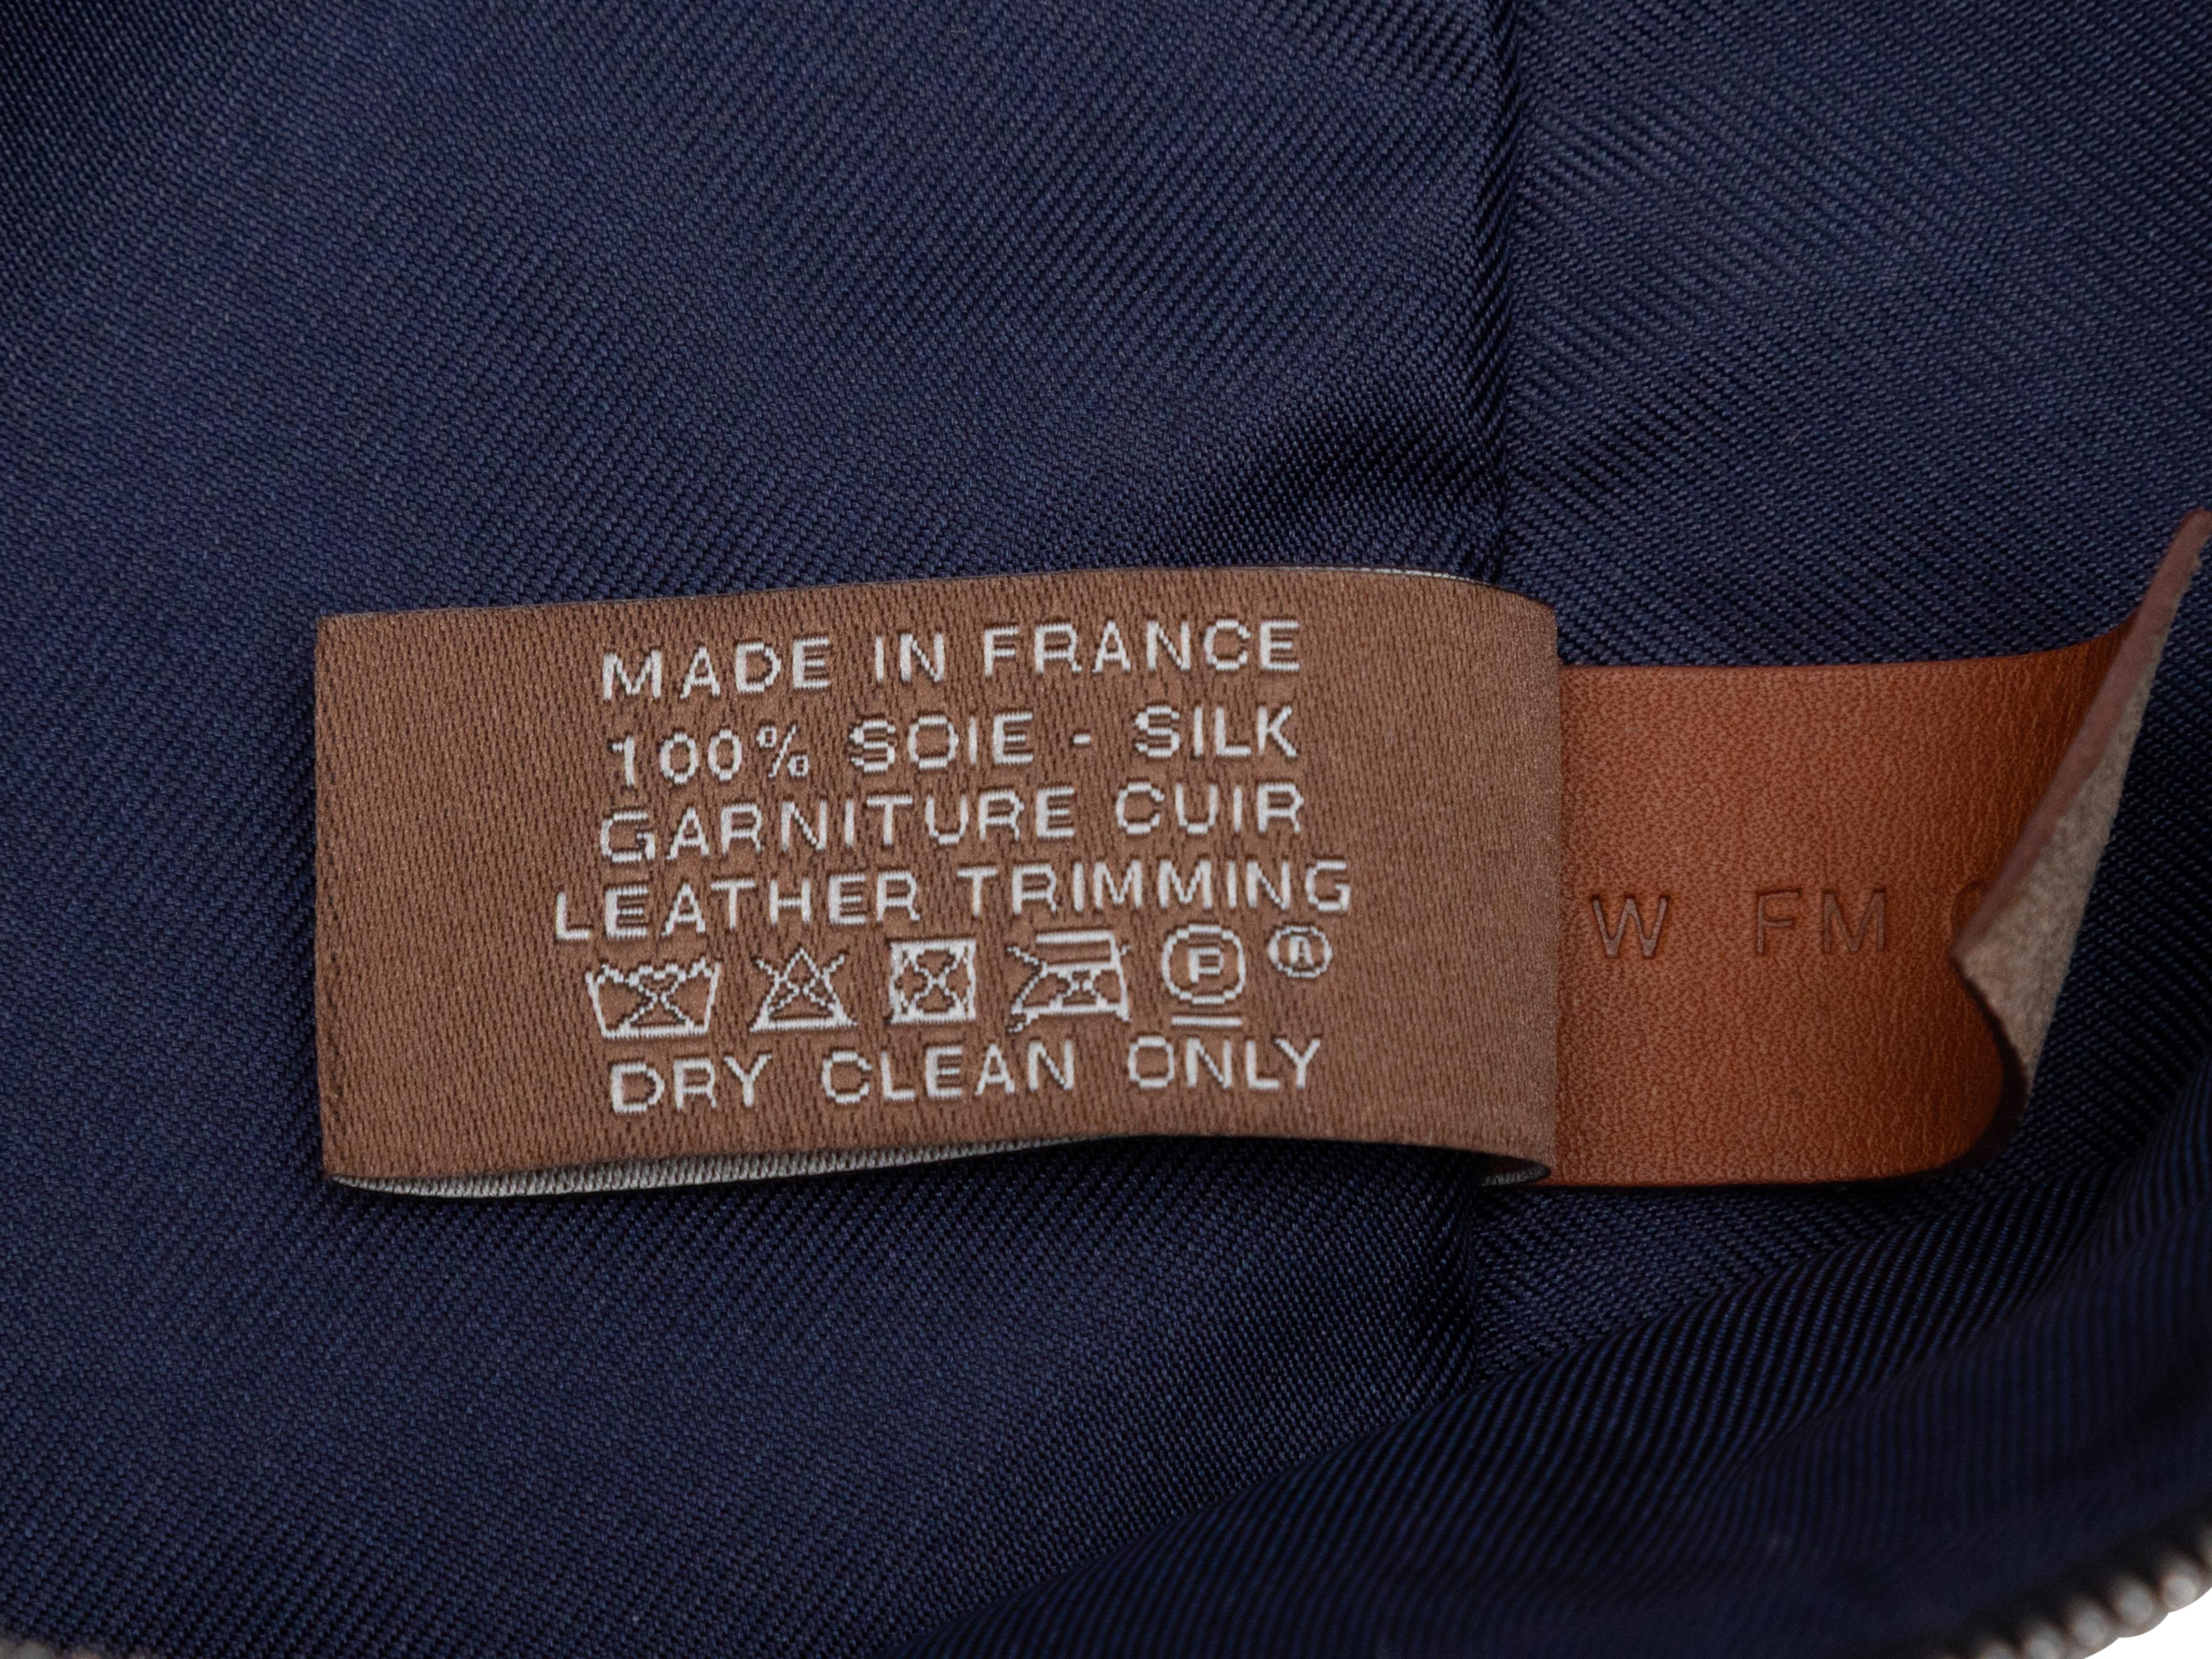 MADE IN FRANCE
100% SOIE - SILK
GARNITURE CUIR
LEATHER TRIMMING
P A
DRY CLEAN ONLY
W FM